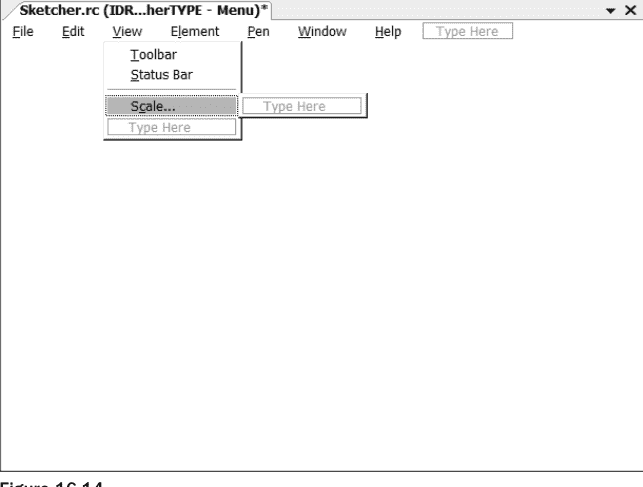 Sketcher.rc (IDR...herTYPE - Menu)*
File Edit View Element Pen Window Help Type Here
Toolbar
Status Bar
Scale... Type Here
Type Here
Figure 16-14